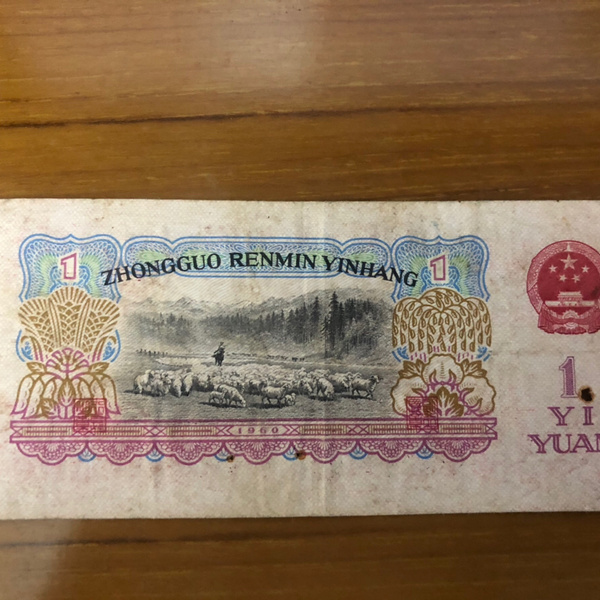 1
ZHONGGUO RENMIN YINHANG
1
1960
1
YI
YUAN